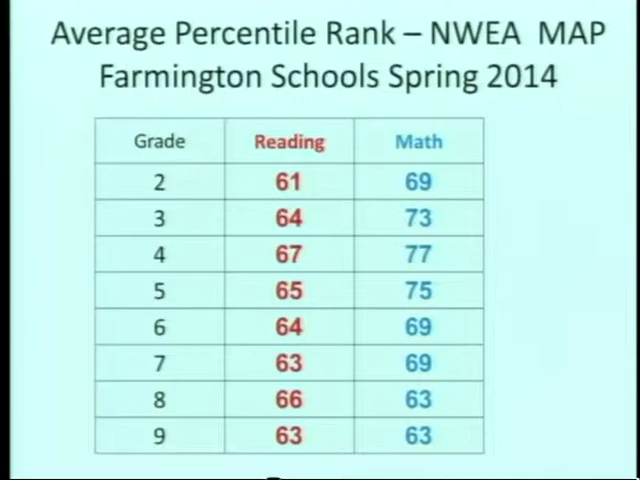 Average Percentile Rank – NWEA MAP
Farmington Schools Spring 2014
Grade Reading Math
2 61 69
3 64 73
4 67 77
5 65 75
6 64 69
7 63 69
8 66 63
9 63 63